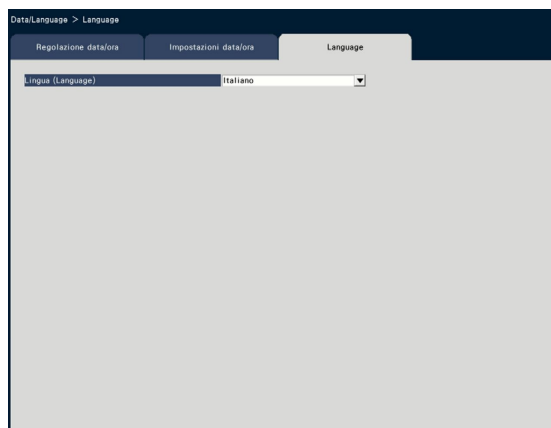 Data/Language > Language
Regolazione data/ora
Impostazioni data/ora
Language
Lingua (Language)
Italiano